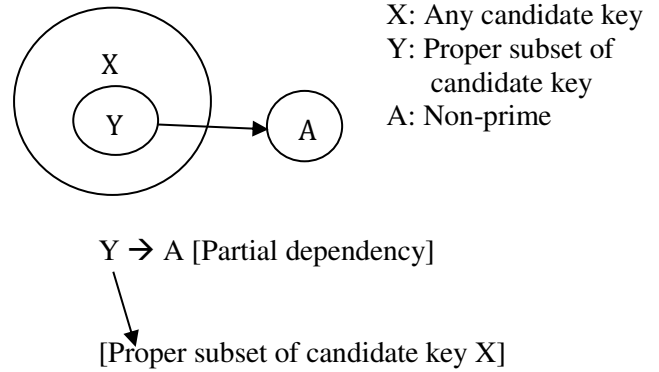 X
Y
A
X: Any candidate key
Y: Proper subset of
candidate key
A: Non-prime
Y → A [Partial dependency]
[Proper subset of candidate key X]